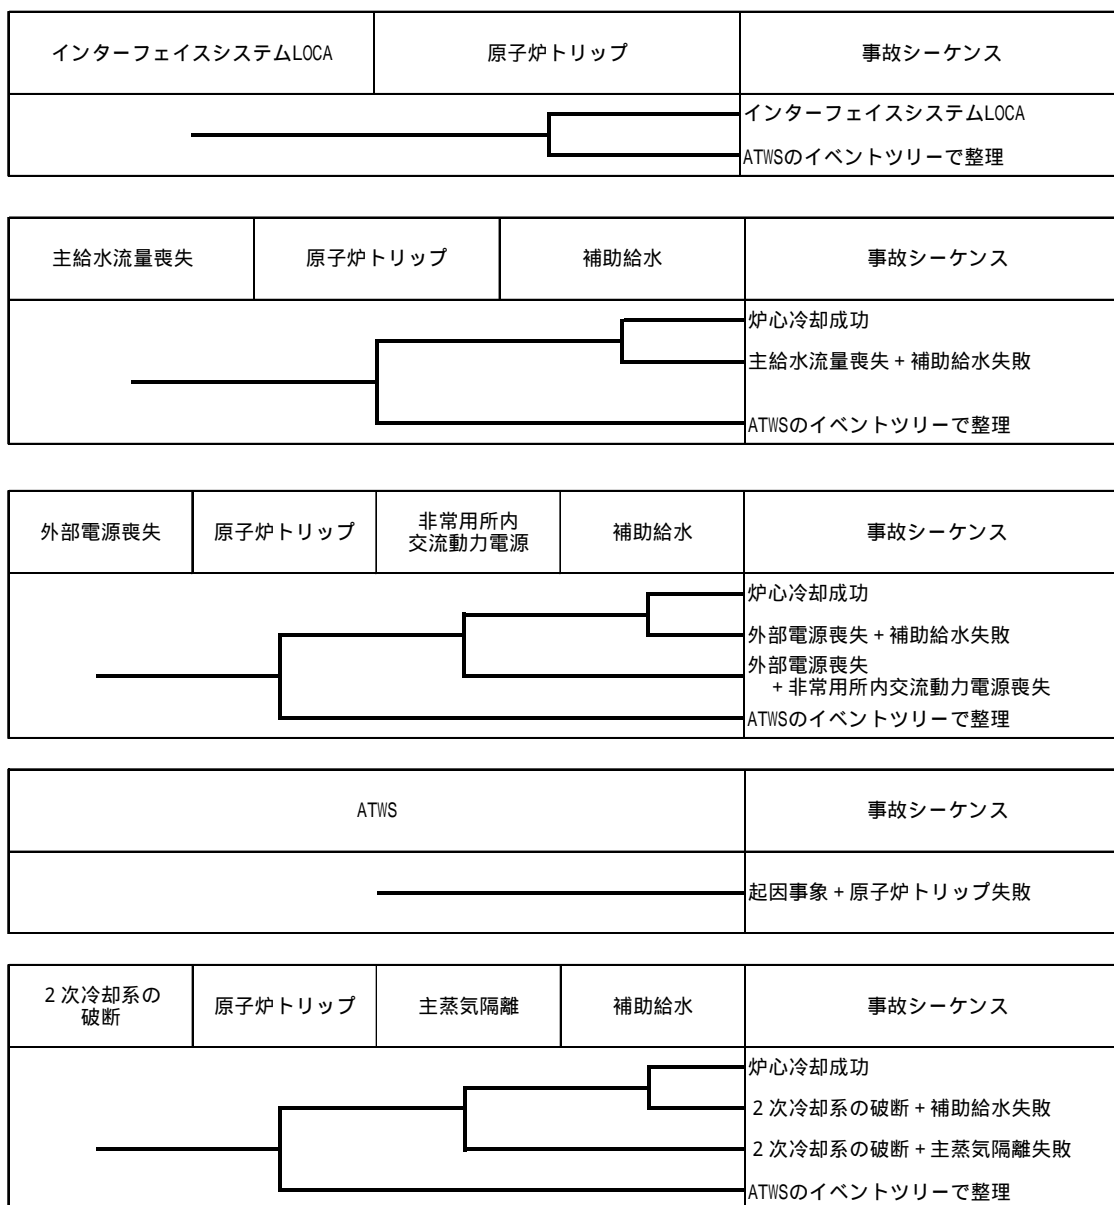 インターフェイスシステムLOCA
原子炉トリップ
事故シーケンス
インターフェイスシステムLOCA
ATWSのイベントツリーで整理
主給水流量喪失
原子炉トリップ
補助給水
事故シーケンス
炉心冷却成功
主給水流量喪失+補助給水失敗
ATWSのイベントツリーで整理
外部電源喪失
原子炉トリップ
非常用所内
交流動力電源
補助給水
事故シーケンス
炉心冷却成功
外部電源喪失+補助給水失敗
外部電源喪失
+非常用所内交流動力電源喪失
ATWSのイベントツリーで整理
ATWS
事故シーケンス
起因事象+原子炉トリップ失敗
2次冷却系の
破断
原子炉トリップ
主蒸気隔離
補助給水
事故シーケンス
炉心冷却成功
2次冷却系の破断+補助給水失敗
2次冷却系の破断+主蒸気隔離失敗
ATWSのイベントツリーで整理